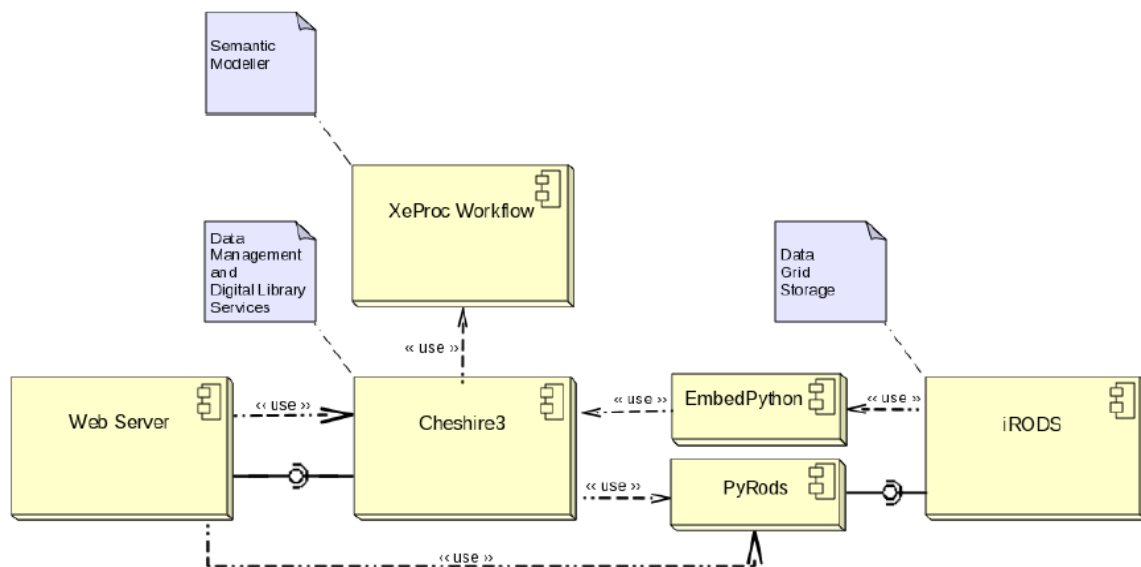 Semantic
Modeller
XeProc Workflow
Data
Management
and
Digital Library
Services
Data
Grid
Storage
‹‹ use ››
Web Server
‹‹ use ››
Cheshire3
‹‹ use ››
EmbedPython
‹‹ use ››
iRODS
‹‹ use ››
PyRods
‹‹ use ››